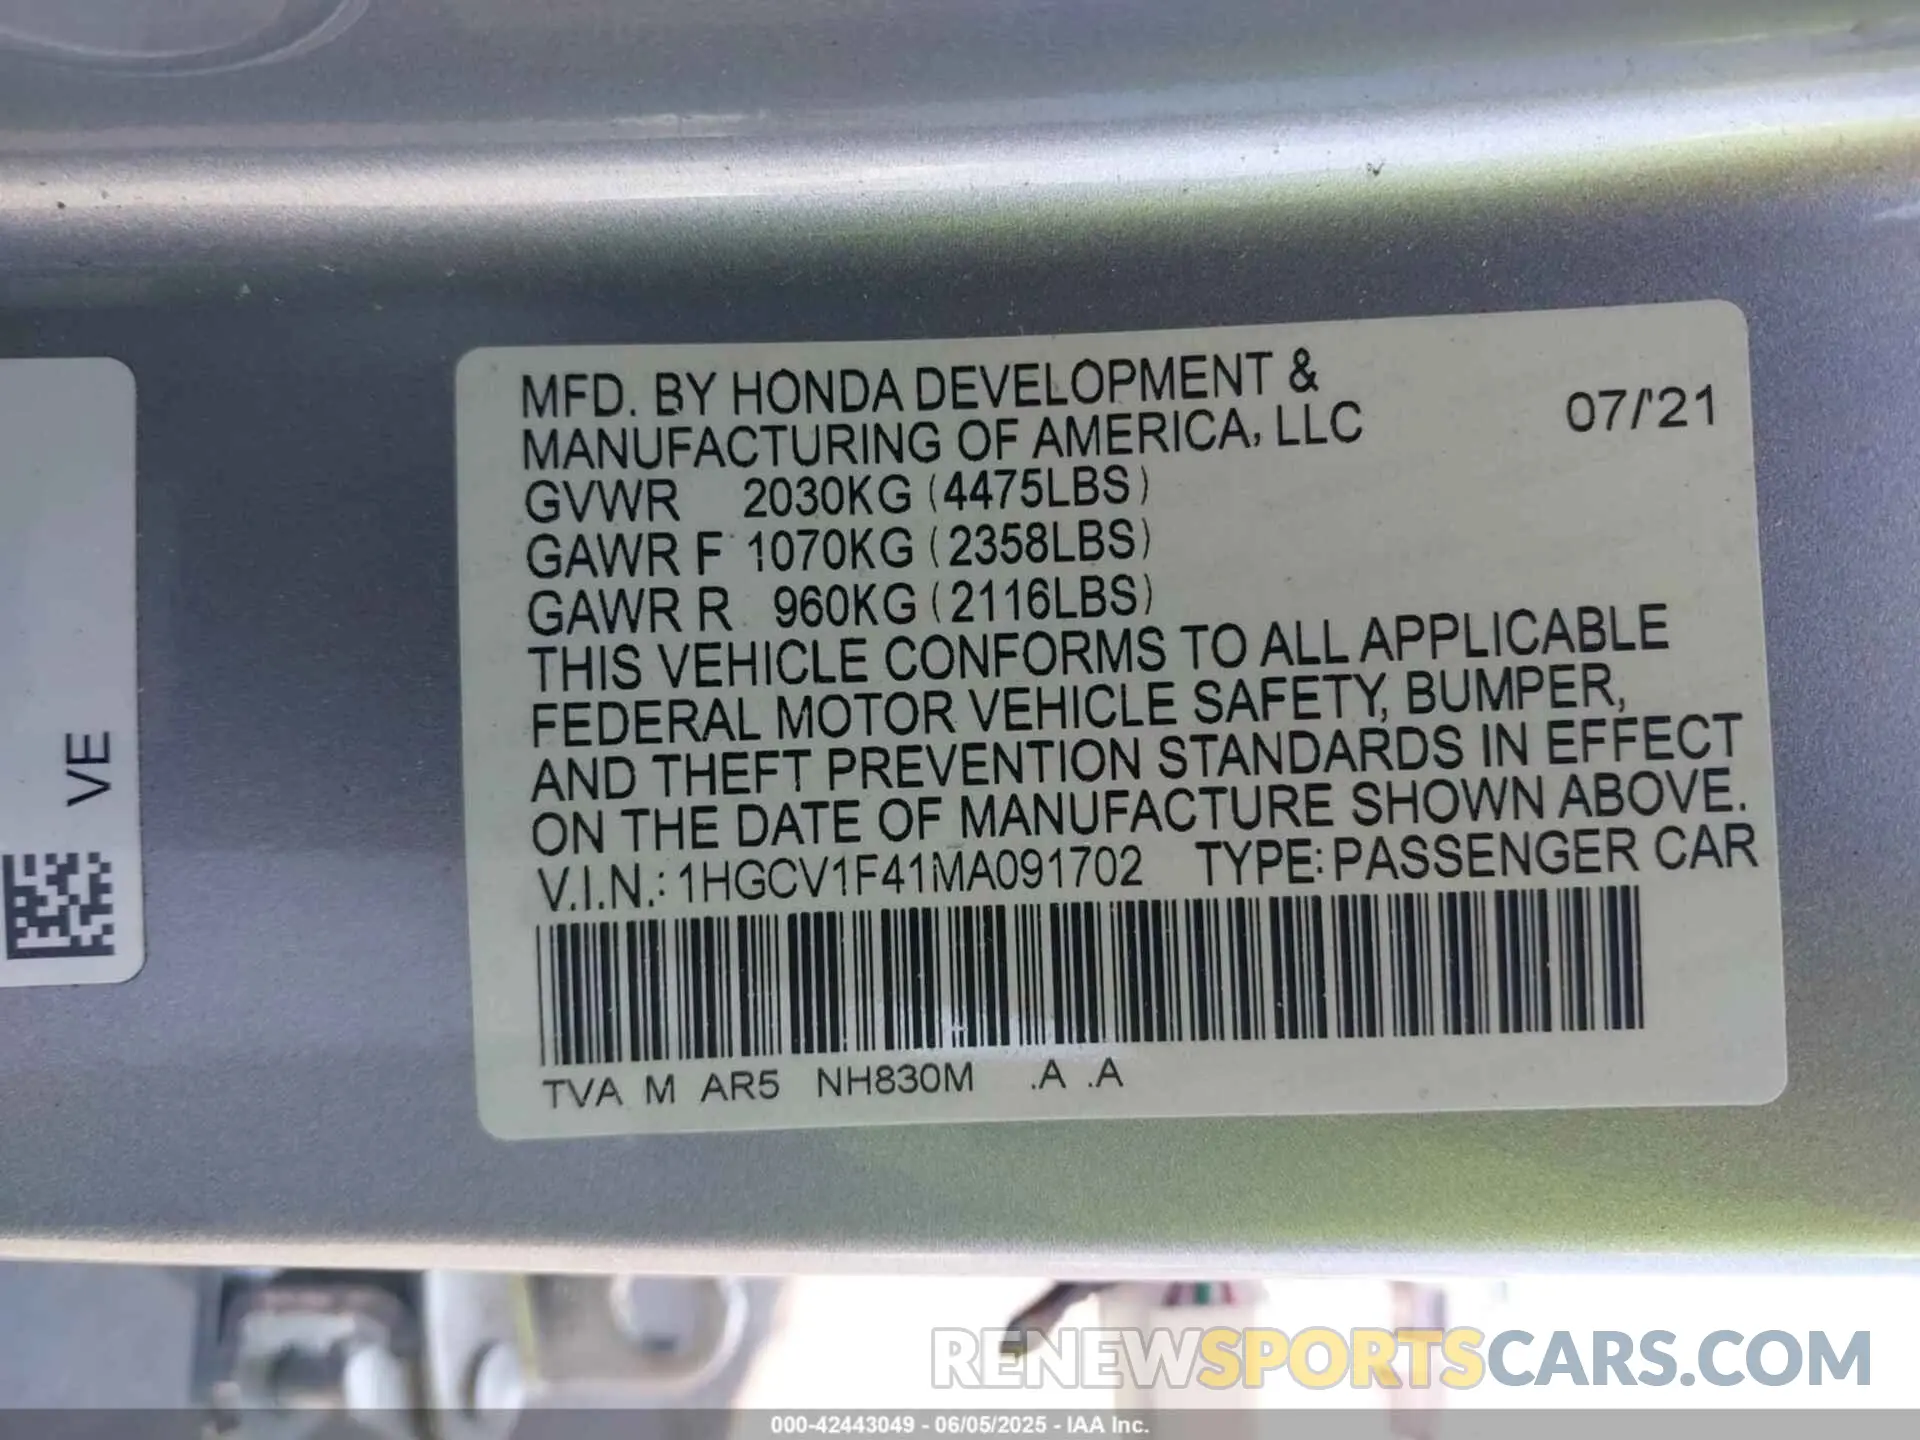 MFD. BY HONDA DEVELOPMENT &
MANUFACTURING OF AMERICA, LLC
07/'21
GVWR 2030KG (4475LBS)
GAWR F 1070KG (2358LBS)
GAWR R 960KG (2116LBS)
THIS VEHICLE CONFORMS TO ALL APPLICABLE
FEDERAL MOTOR VEHICLE SAFETY, BUMPER,
AND THEFT PREVENTION STANDARDS IN EFFECT
ON THE DATE OF MANUFACTURE SHOWN ABOVE.
V.I.N.: 1HGCV1F41MA091702 TYPE: PASSENGER CAR
TVA M AR5 NH830M .A .A
VE
RENEWSPORTSCARS.COM
000-42443049 - 06/05/2025 - IAA Inc.